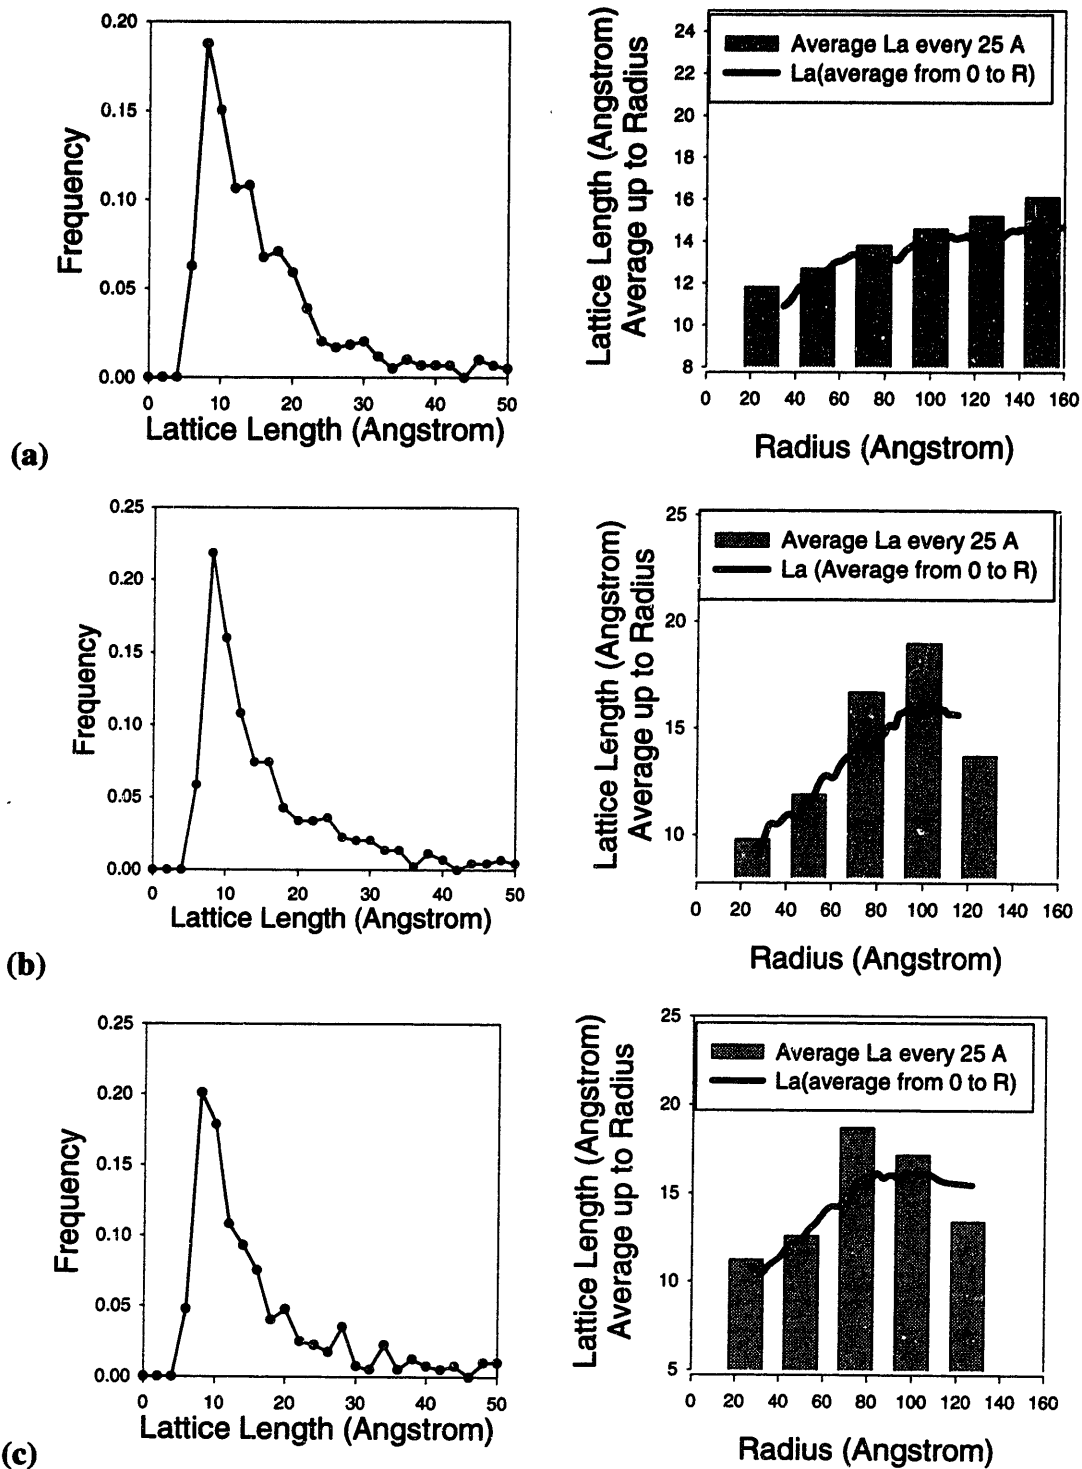 0.20
0.15
0.10
0.05
0.00
Frequency
0 10 20 30 40 50
Lattice Length (Angstrom)
(a)
Lattice Length (Angstrom)
Average up to Radius
24
22
20
18
16
14
12
10
8
Average La every 25 A
La(average from 0 to R)
0 20 40 60 80 100 120 140 160
Radius (Angstrom)
0.25
0.20
0.15
0.10
0.05
0.00
Frequency
0 10 20 30 40 50
Lattice Length (Angstrom)
(b)
Lattice Length (Angstrom)
Average up to Radius
25
20
15
10
Average La every 25 A
La (Average from 0 to R)
0 20 40 60 80 100 120 140 160
Radius (Angstrom)
0.25
0.20
0.15
0.10
0.05
0.00
Frequency
0 10 20 30 40 50
Lattice Length (Angstrom)
(c)
Lattice Length (Angstrom)
Average up to Radius
25
20
15
10
5
Average La every 25 A
La(average from 0 to R)
0 20 40 60 80 100 120 140 160
Radius (Angstrom)